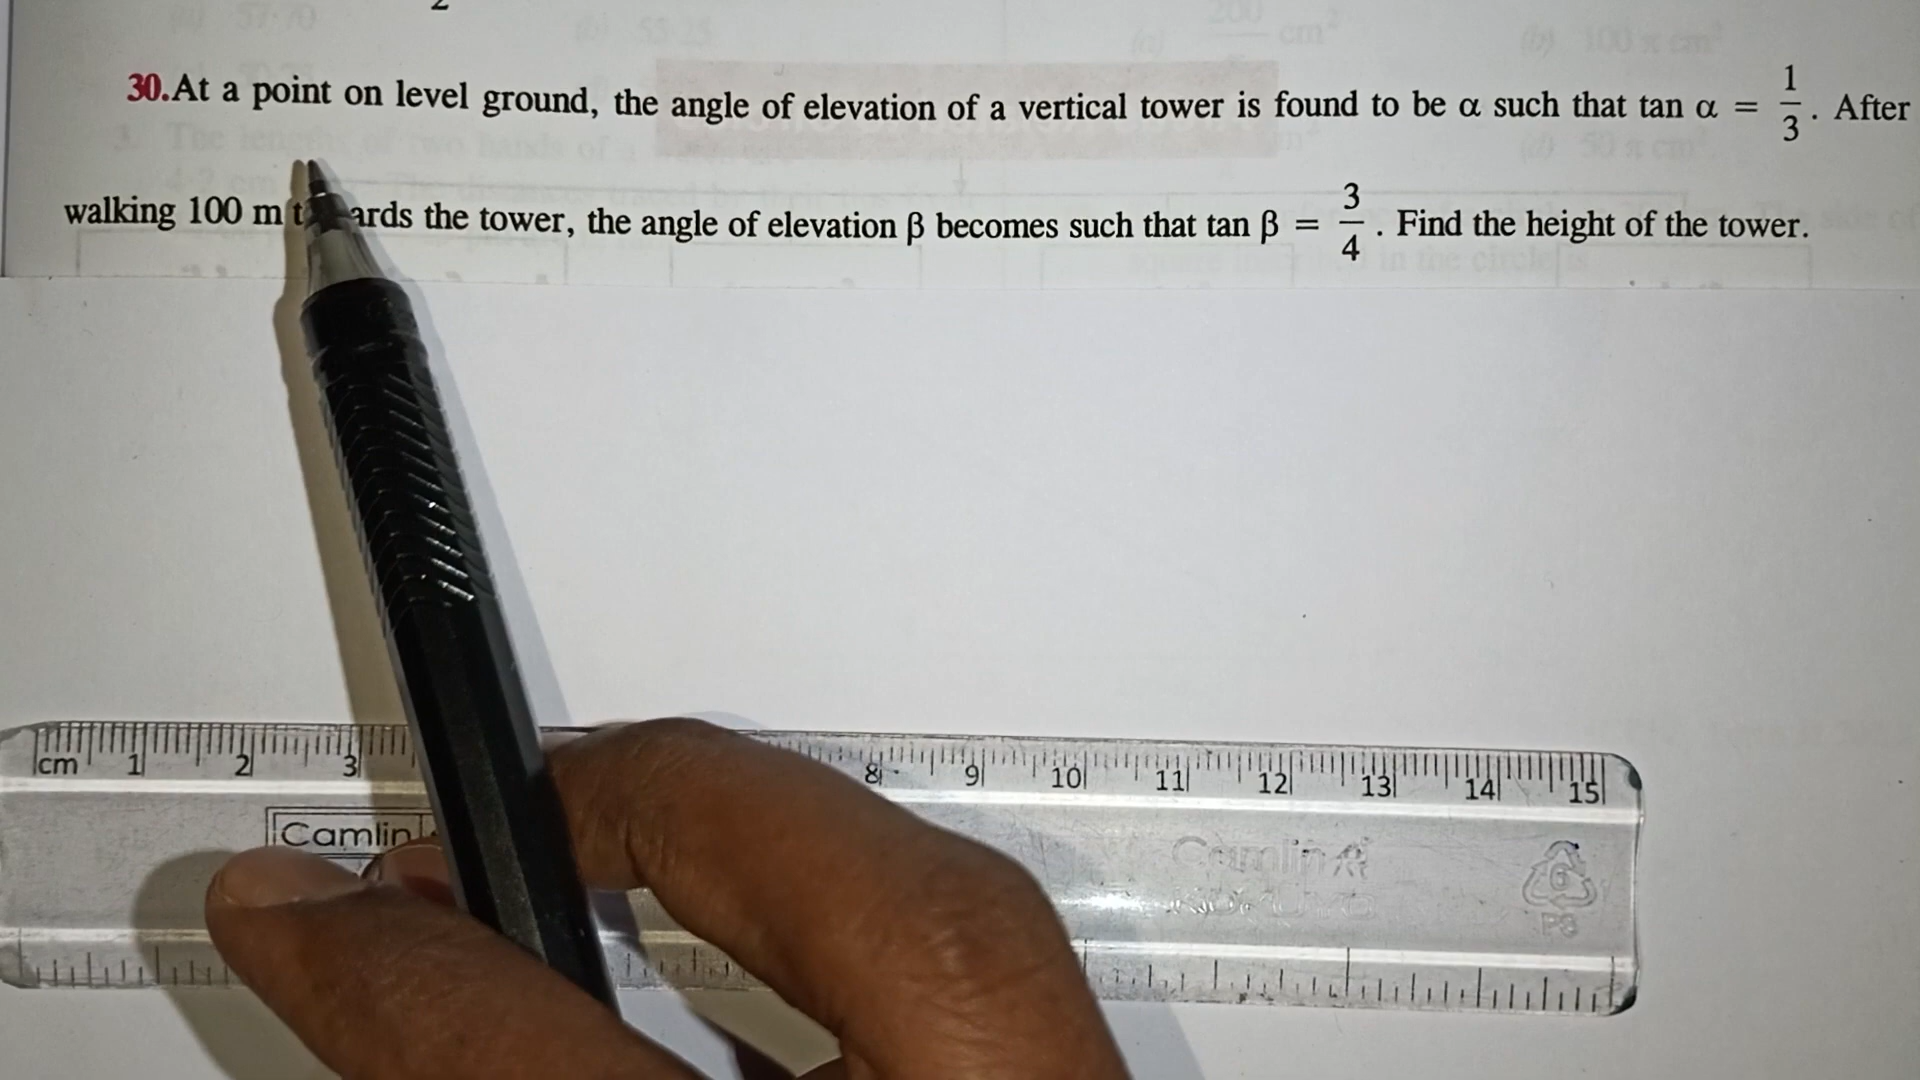 30.At a point on level ground, the angle of elevation of a vertical tower is found to be α such that tan α = 1/3. After
walking 100 m t ards the tower, the angle of elevation β becomes such that tan β = 3/4. Find the height of the tower.
cm 1 2 3 8 9 10 11 12 13 14 15
Camlin
Camlin
6
PS